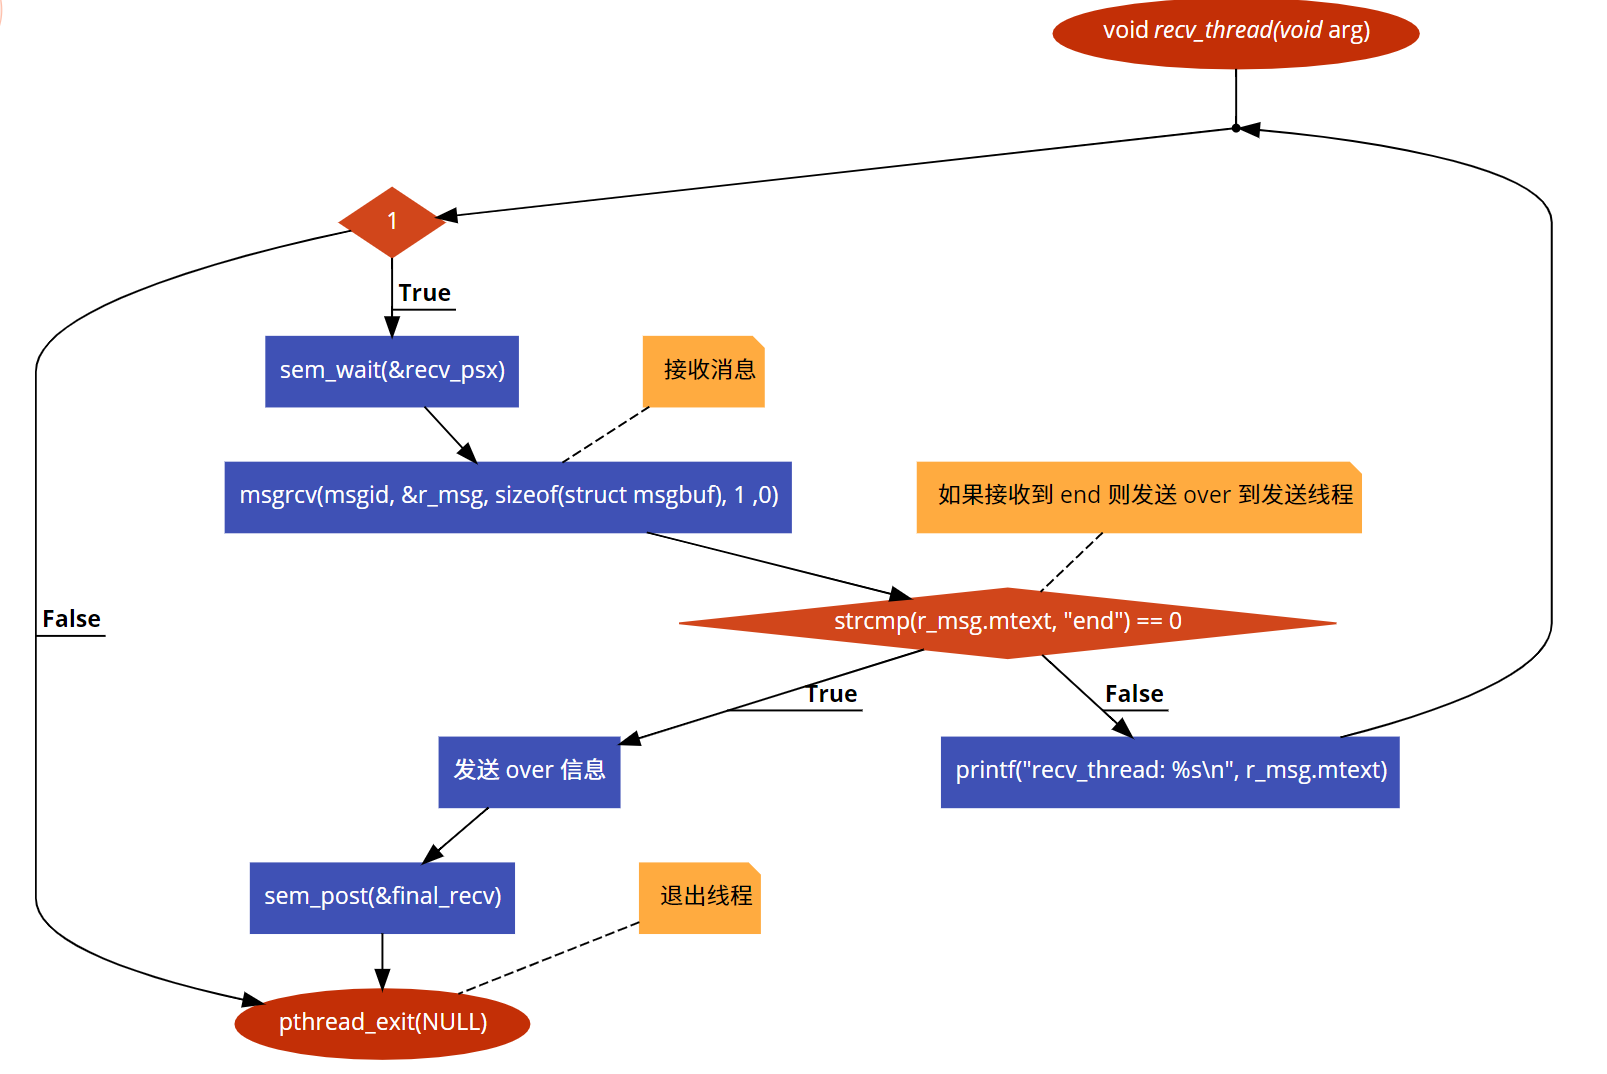 void recv_thread(void arg)
1
True
sem_wait(&recv_psx)
接收消息
msgrcv(msgid, &r_msg, sizeof(struct msgbuf), 1 ,0)
如果接收到 end 则发送 over 到发送线程
False
strcmp(r_msg.mtext, "end") == 0
True
False
发送 over 信息
printf("recv_thread: %s\n", r_msg.mtext)
sem_post(&final_recv)
退出线程
pthread_exit(NULL)